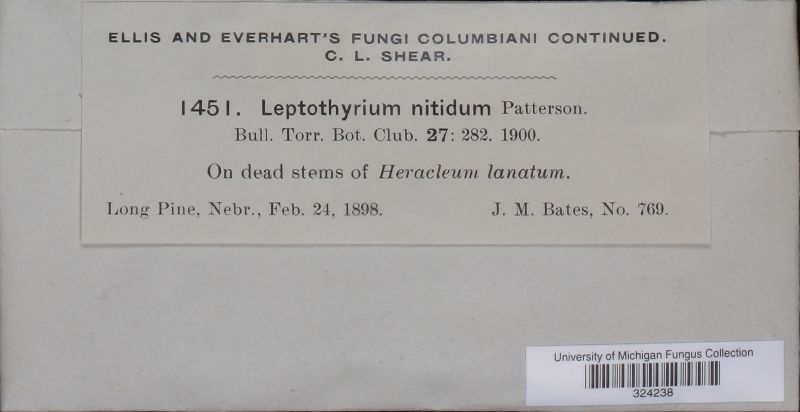 ELLIS AND EVERHART'S FUNGI COLUMBIANI CONTINUED.
C. L. SHEAR.
1451. Leptothyrium nitidum Patterson.
Bull. Torr. Bot. Club. 27: 282. 1900.
On dead stems of Heracleum lanatum.
Long Pine, Nebr., Feb. 24, 1898. J. M. Bates, No. 769.
University of Michigan Fungus Collection
324238